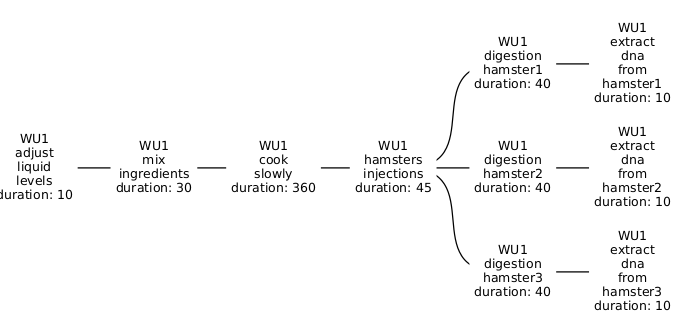 WU1
adjust
liquid
levels
duration: 10
WU1
mix
ingredients
duration: 30
WU1
cook
slowly
duration: 360
WU1
hamsters
injections
duration: 45
WU1
digestion
hamster1
duration: 40
WU1
extract
dna
from
hamster1
duration: 10
WU1
digestion
hamster2
duration: 40
WU1
extract
dna
from
hamster2
duration: 10
WU1
digestion
hamster3
duration: 40
WU1
extract
dna
from
hamster3
duration: 10